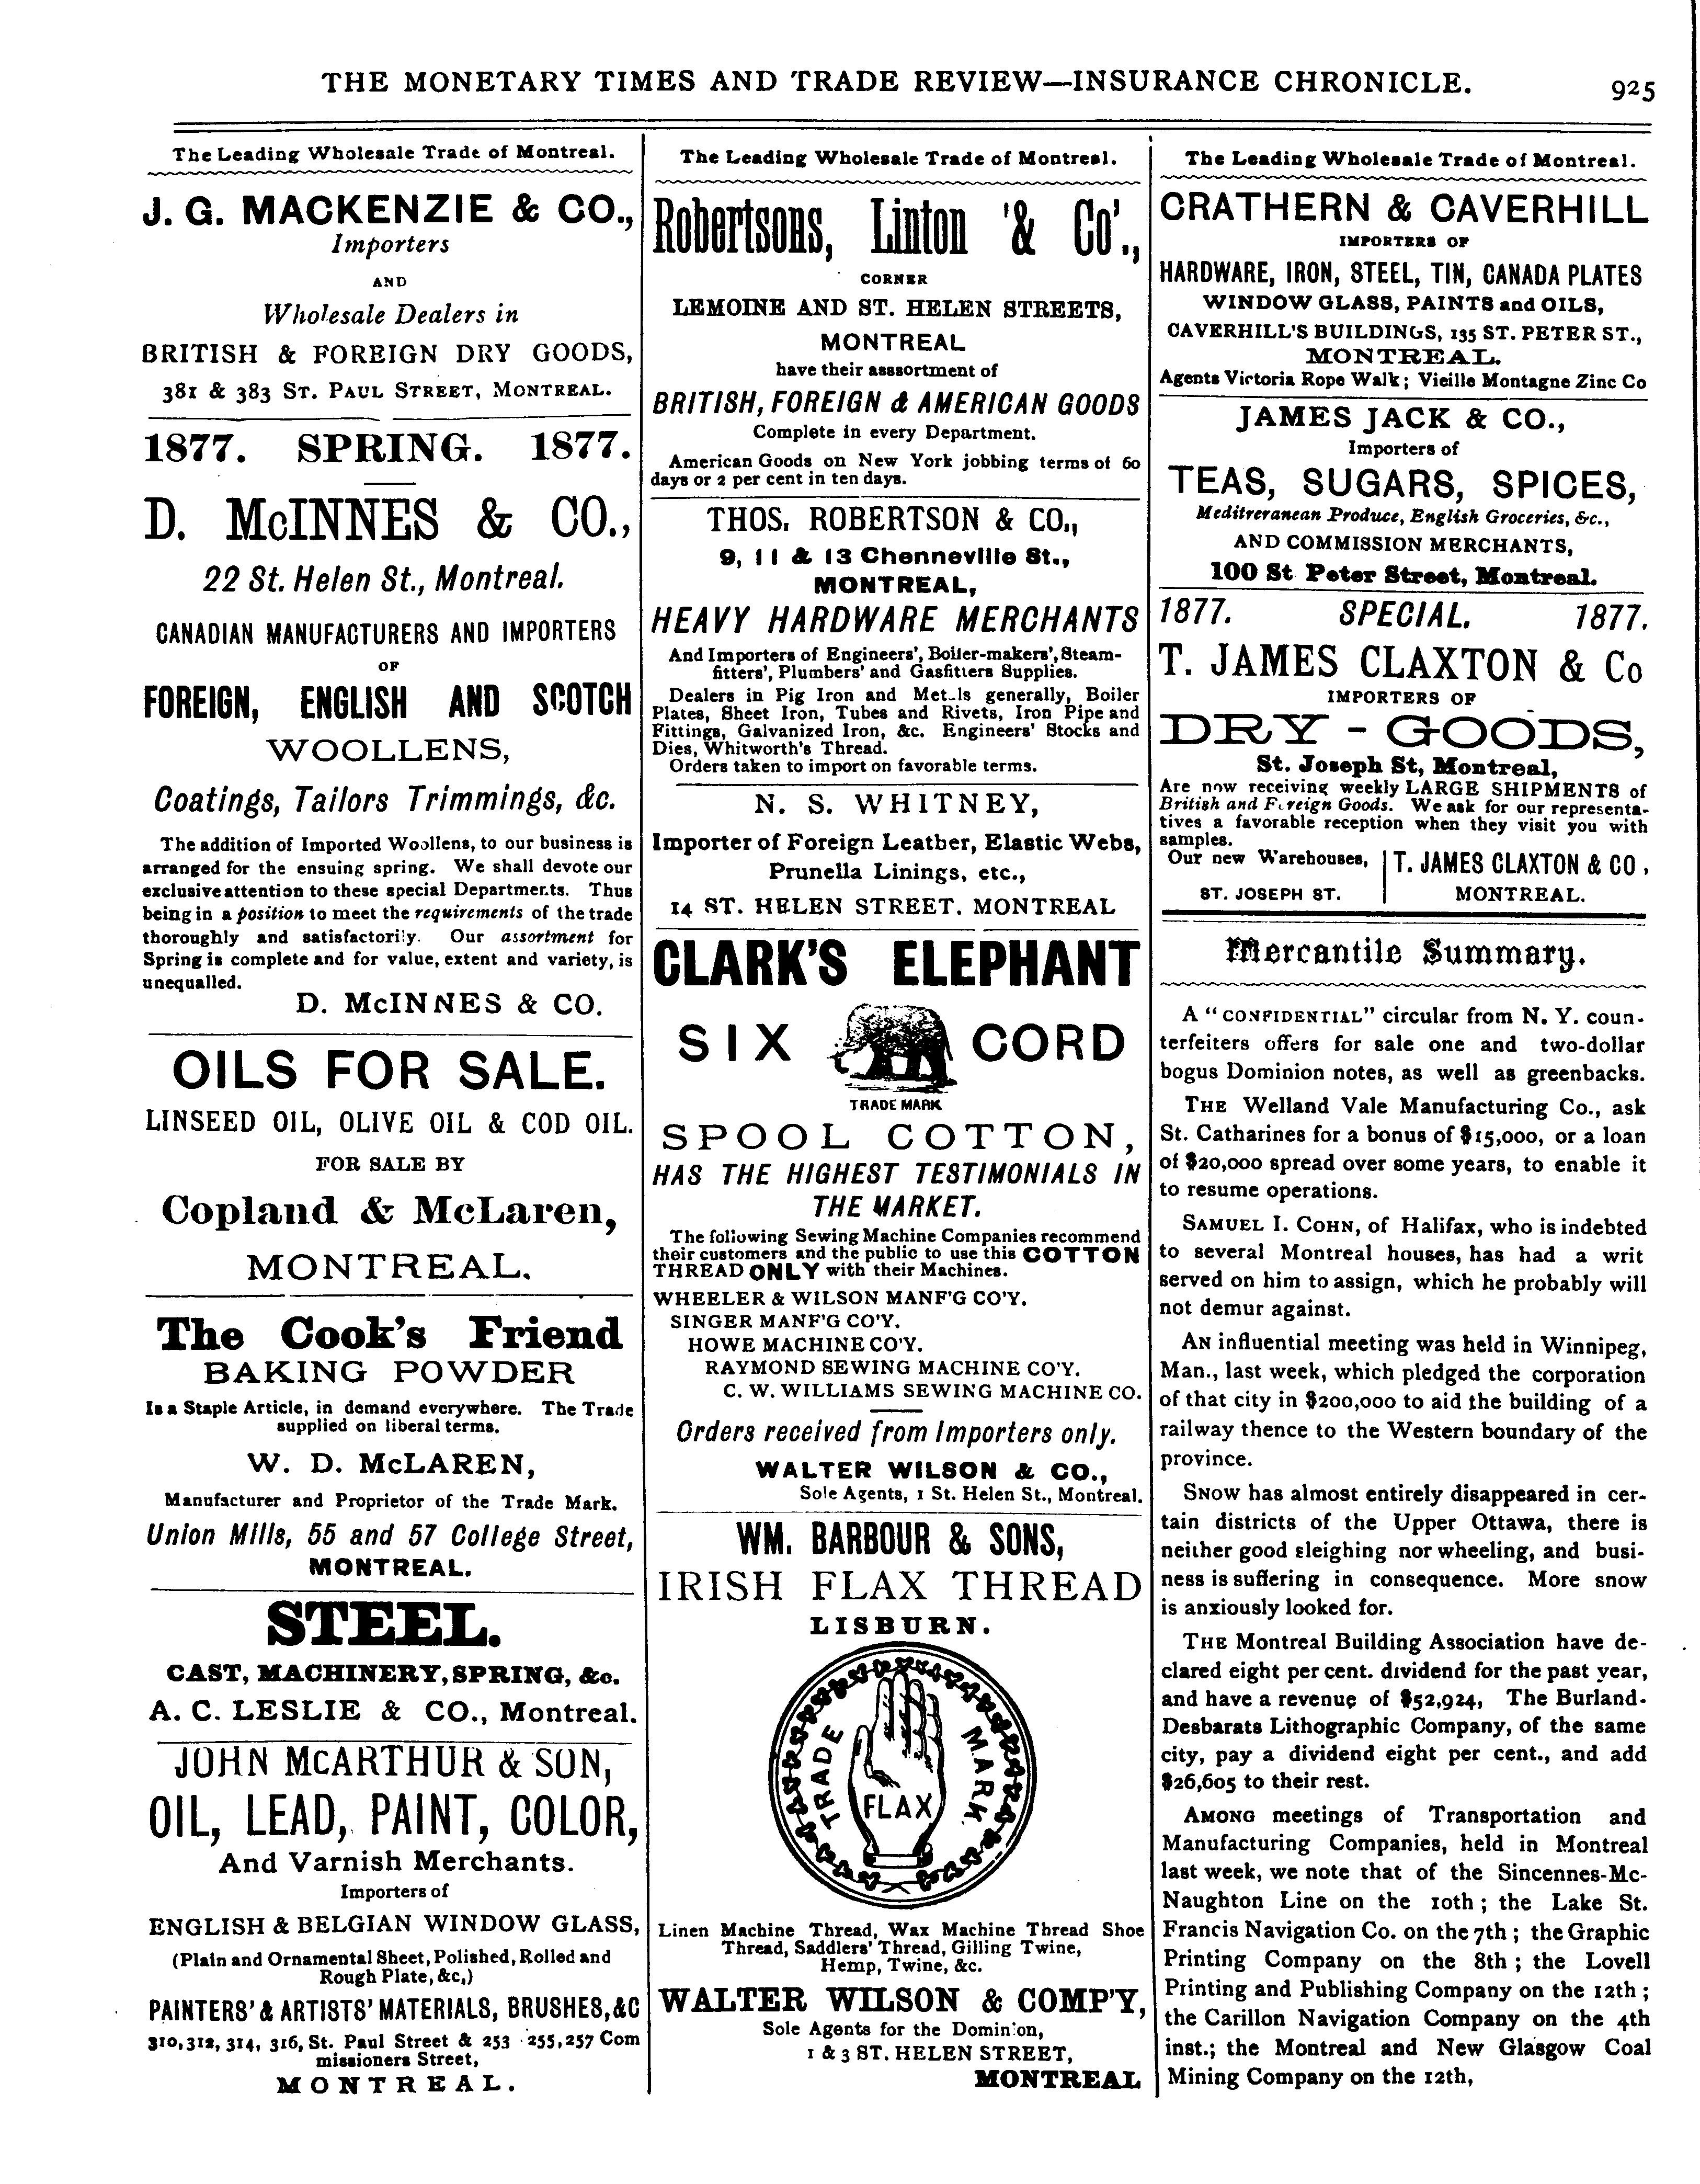 THE MONETARY TIMES AND TRADE REVIEW—INSURANCE CHRONICLE.
925
The Leading Wholesale Trade of Montreal.
J. G. MACKENZIE & CO.,
Importers
AND
Wholesale Dealers in
BRITISH & FOREIGN DRY GOODS,
381 & 383 ST. PAUL STREET, MONTREAL.
1877. SPRING. 1877.
D. McINNES & CO.,
22 St. Helen St., Montreal.
CANADIAN MANUFACTURERS AND IMPORTERS
OF
FOREIGN, ENGLISH AND SCOTCH
WOOLLENS,
Coatings, Tailors Trimmings, &c.
The addition of Imported Woollens, to our business is
arranged for the ensuing spring. We shall devote our
exclusive attention to these special Departments. Thus
being in a position to meet the requirements of the trade
thoroughly and satisfactorily. Our assortment for
Spring is complete and for value, extent and variety, is
unequalled.
D. McINNES & CO.
OILS FOR SALE.
LINSEED OIL, OLIVE OIL & COD OIL.
FOR SALE BY
Copland & McLaren,
MONTREAL.
The Cook's Friend
BAKING POWDER
Is a Staple Article, in demand everywhere. The Trade
supplied on liberal terms.
W. D. McLAREN,
Manufacturer and Proprietor of the Trade Mark.
Union Mills, 55 and 57 College Street,
MONTREAL.
STEEL.
CAST, MACHINERY, SPRING, &c.
A. C. LESLIE & CO., Montreal.
JOHN McARTHUR & SON,
OIL, LEAD, PAINT, COLOR,
And Varnish Merchants.
Importers of
ENGLISH & BELGIAN WINDOW GLASS,
(Plain and Ornamental Sheet, Polished, Rolled and
Rough Plate, &c,)
PAINTERS' & ARTISTS' MATERIALS, BRUSHES, &C
310, 312, 314, 316, St. Paul Street & 253 255, 257 Com
missioners Street,
MONTREAL.
The Leading Wholesale Trade of Montreal.
Robertsons, Linton '& Co'.,
CORNER
LEMOINE AND ST. HELEN STREETS,
MONTREAL
have their asssortment of
BRITISH, FOREIGN & AMERICAN GOODS
Complete in every Department.
American Goods on New York jobbing terms of 60
days or 2 per cent in ten days.
THOS. ROBERTSON & CO.,
9, 11 & 13 Chenneville St.,
MONTREAL,
HEAVY HARDWARE MERCHANTS
And Importers of Engineers', Boiler-makers', Steam-
fitters', Plumbers' and Gasfitters Supplies.
Dealers in Pig Iron and Metals generally, Boiler
Plates, Sheet Iron, Tubes and Rivets, Iron Pipe and
Fittings, Galvanized Iron, &c. Engineers' Stocks and
Dies, Whitworth's Thread.
Orders taken to import on favorable terms.
N. S. WHITNEY,
Importer of Foreign Leather, Elastic Webs,
Prunella Linings, etc.,
14 ST. HELEN STREET. MONTREAL
CLARK'S ELEPHANT
SIX CORD
TRADE MARK
SPOOL COTTON,
HAS THE HIGHEST TESTIMONIALS IN
THE MARKET.
The following Sewing Machine Companies recommend
their customers and the public to use this COTTON
THREAD ONLY with their Machines.
WHEELER & WILSON MANF'G CO'Y.
SINGER MANF'G CO'Y.
HOWE MACHINE CO'Y.
RAYMOND SEWING MACHINE CO'Y.
C. W. WILLIAMS SEWING MACHINE CO.
Orders received from Importers only.
WALTER WILSON & CO.,
Sole Agents, 1 St. Helen St., Montreal.
WM. BARBOUR & SONS,
IRISH FLAX THREAD
LISBURN.
TRADE MARK
FLAX
Linen Machine Thread, Wax Machine Thread Shoe
Thread, Saddlers' Thread, Gilling Twine,
Hemp, Twine, &c.
WALTER WILSON & COMP'Y,
Sole Agents for the Dominion,
1 & 3 ST. HELEN STREET,
MONTREAL
The Leading Wholesale Trade of Montreal.
CRATHERN & CAVERHILL
IMPORTERS OF
HARDWARE, IRON, STEEL, TIN, CANADA PLATES
WINDOW GLASS, PAINTS and OILS,
CAVERHILL'S BUILDINGS, 135 ST. PETER ST.,
MONTREAL.
Agents Victoria Rope Walk; Vieille Montagne Zinc Co
JAMES JACK & CO.,
Importers of
TEAS, SUGARS, SPICES,
Meditreranean Produce, English Groceries, &c.,
AND COMMISSION MERCHANTS,
100 St Peter Street, Montreal.
1877. SPECIAL. 1877.
T. JAMES CLAXTON & Co
IMPORTERS OF
DRY-GOODS,
St. Joseph St, Montreal,
Are now receiving weekly LARGE SHIPMENTS of
British and Foreign Goods. We ask for our representa-
tives a favorable reception when they visit you with
samples.
Our new Warehouses,
ST. JOSEPH ST.
T. JAMES CLAXTON & CO,
MONTREAL.
Mercantile Summary.
A "CONFIDENTIAL" circular from N. Y. coun-
terfeiters offers for sale one and two-dollar
bogus Dominion notes, as well as greenbacks.
THE Welland Vale Manufacturing Co., ask
St. Catharines for a bonus of $15,000, or a loan
of $20,000 spread over some years, to enable it
to resume operations.
SAMUEL I. COHN, of Halifax, who is indebted
to several Montreal houses, has had a writ
served on him to assign, which he probably will
not demur against.
AN influential meeting was held in Winnipeg,
Man., last week, which pledged the corporation
of that city in $200,000 to aid the building of a
railway thence to the Western boundary of the
province.
SNOW has almost entirely disappeared in cer-
tain districts of the Upper Ottawa, there is
neither good sleighing nor wheeling, and busi-
ness is suffering in consequence. More snow
is anxiously looked for.
THE Montreal Building Association have de-
clared eight per cent. dividend for the past year,
and have a revenue of $52,924, The Burland-
Desbarats Lithographic Company, of the same
city, pay a dividend eight per cent., and add
$26,605 to their rest.
AMONG meetings of Transportation and
Manufacturing Companies, held in Montreal
last week, we note that of the Sincennes-Mc-
Naughton Line on the 10th; the Lake St.
Francis Navigation Co. on the 7th; the Graphic
Printing Company on the 8th; the Lovell
Printing and Publishing Company on the 12th;
the Carillon Navigation Company on the 4th
inst.; the Montreal and New Glasgow Coal
Mining Company on the 12th,